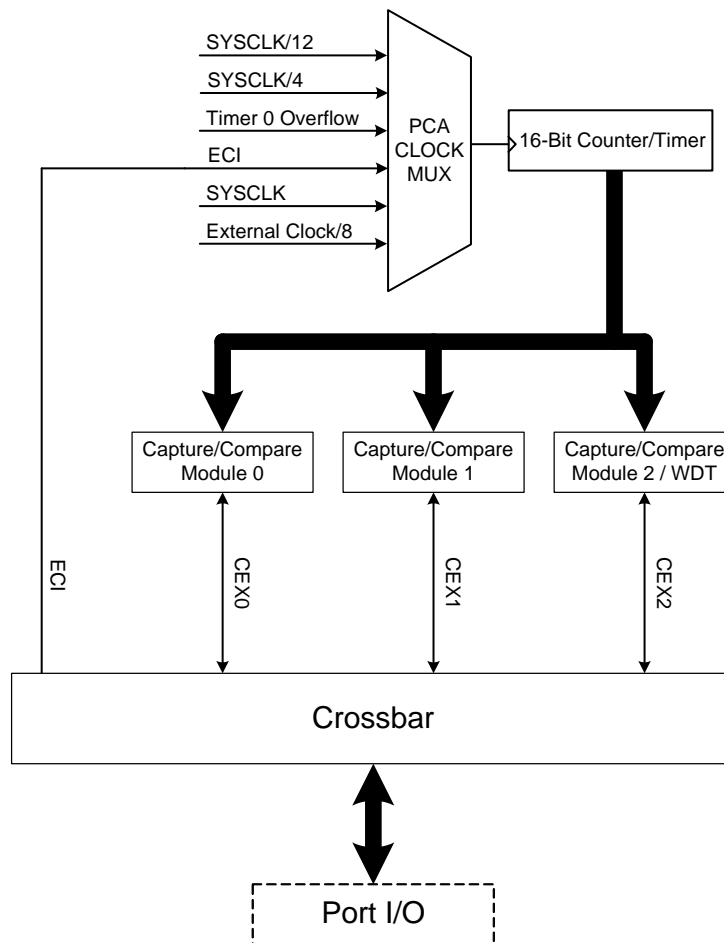 SYSCLK/12
SYSCLK/4
Timer 0 Overflow
ECI
SYSCLK
External Clock/8
PCA
CLOCK
MUX
16-Bit Counter/Timer
Capture/Compare
Module 0
Capture/Compare
Module 1
Capture/Compare
Module 2 / WDT
ECI
CEX0
CEX1
CEX2
Crossbar
Port I/O